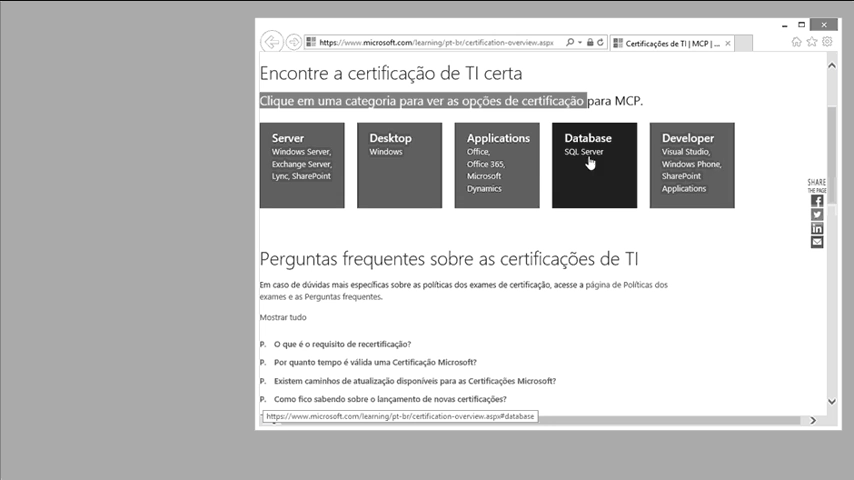 https://www.microsoft.com/learning/pt-br/certification-overview.aspx
Certificações de TI | MCP | ...
Encontre a certificação de TI certa
Clique em uma categoria para ver as opções de certificação para MCP.
Server
Windows Server,
Exchange Server,
Lync, SharePoint
Desktop
Windows
Applications
Office,
Office 365,
Microsoft
Dynamics
Database
SQL Server
Developer
Visual Studio,
Windows Phone,
SharePoint
Applications
SHARE
THE PAGE
Perguntas frequentes sobre as certificações de TI
Em caso de dúvidas mais específicas sobre as políticas dos exames de certificação, acesse a página de Políticas dos
exames e as Perguntas frequentes.
Mostrar tudo
P. O que é o requisito de recertificação?
P. Por quanto tempo é válida uma Certificação Microsoft?
P. Existem caminhos de atualização disponíveis para as Certificações Microsoft?
P. Como fico sabendo sobre o lançamento de novas certificações?
https://www.microsoft.com/learning/pt-br/certification-overview.aspx#database